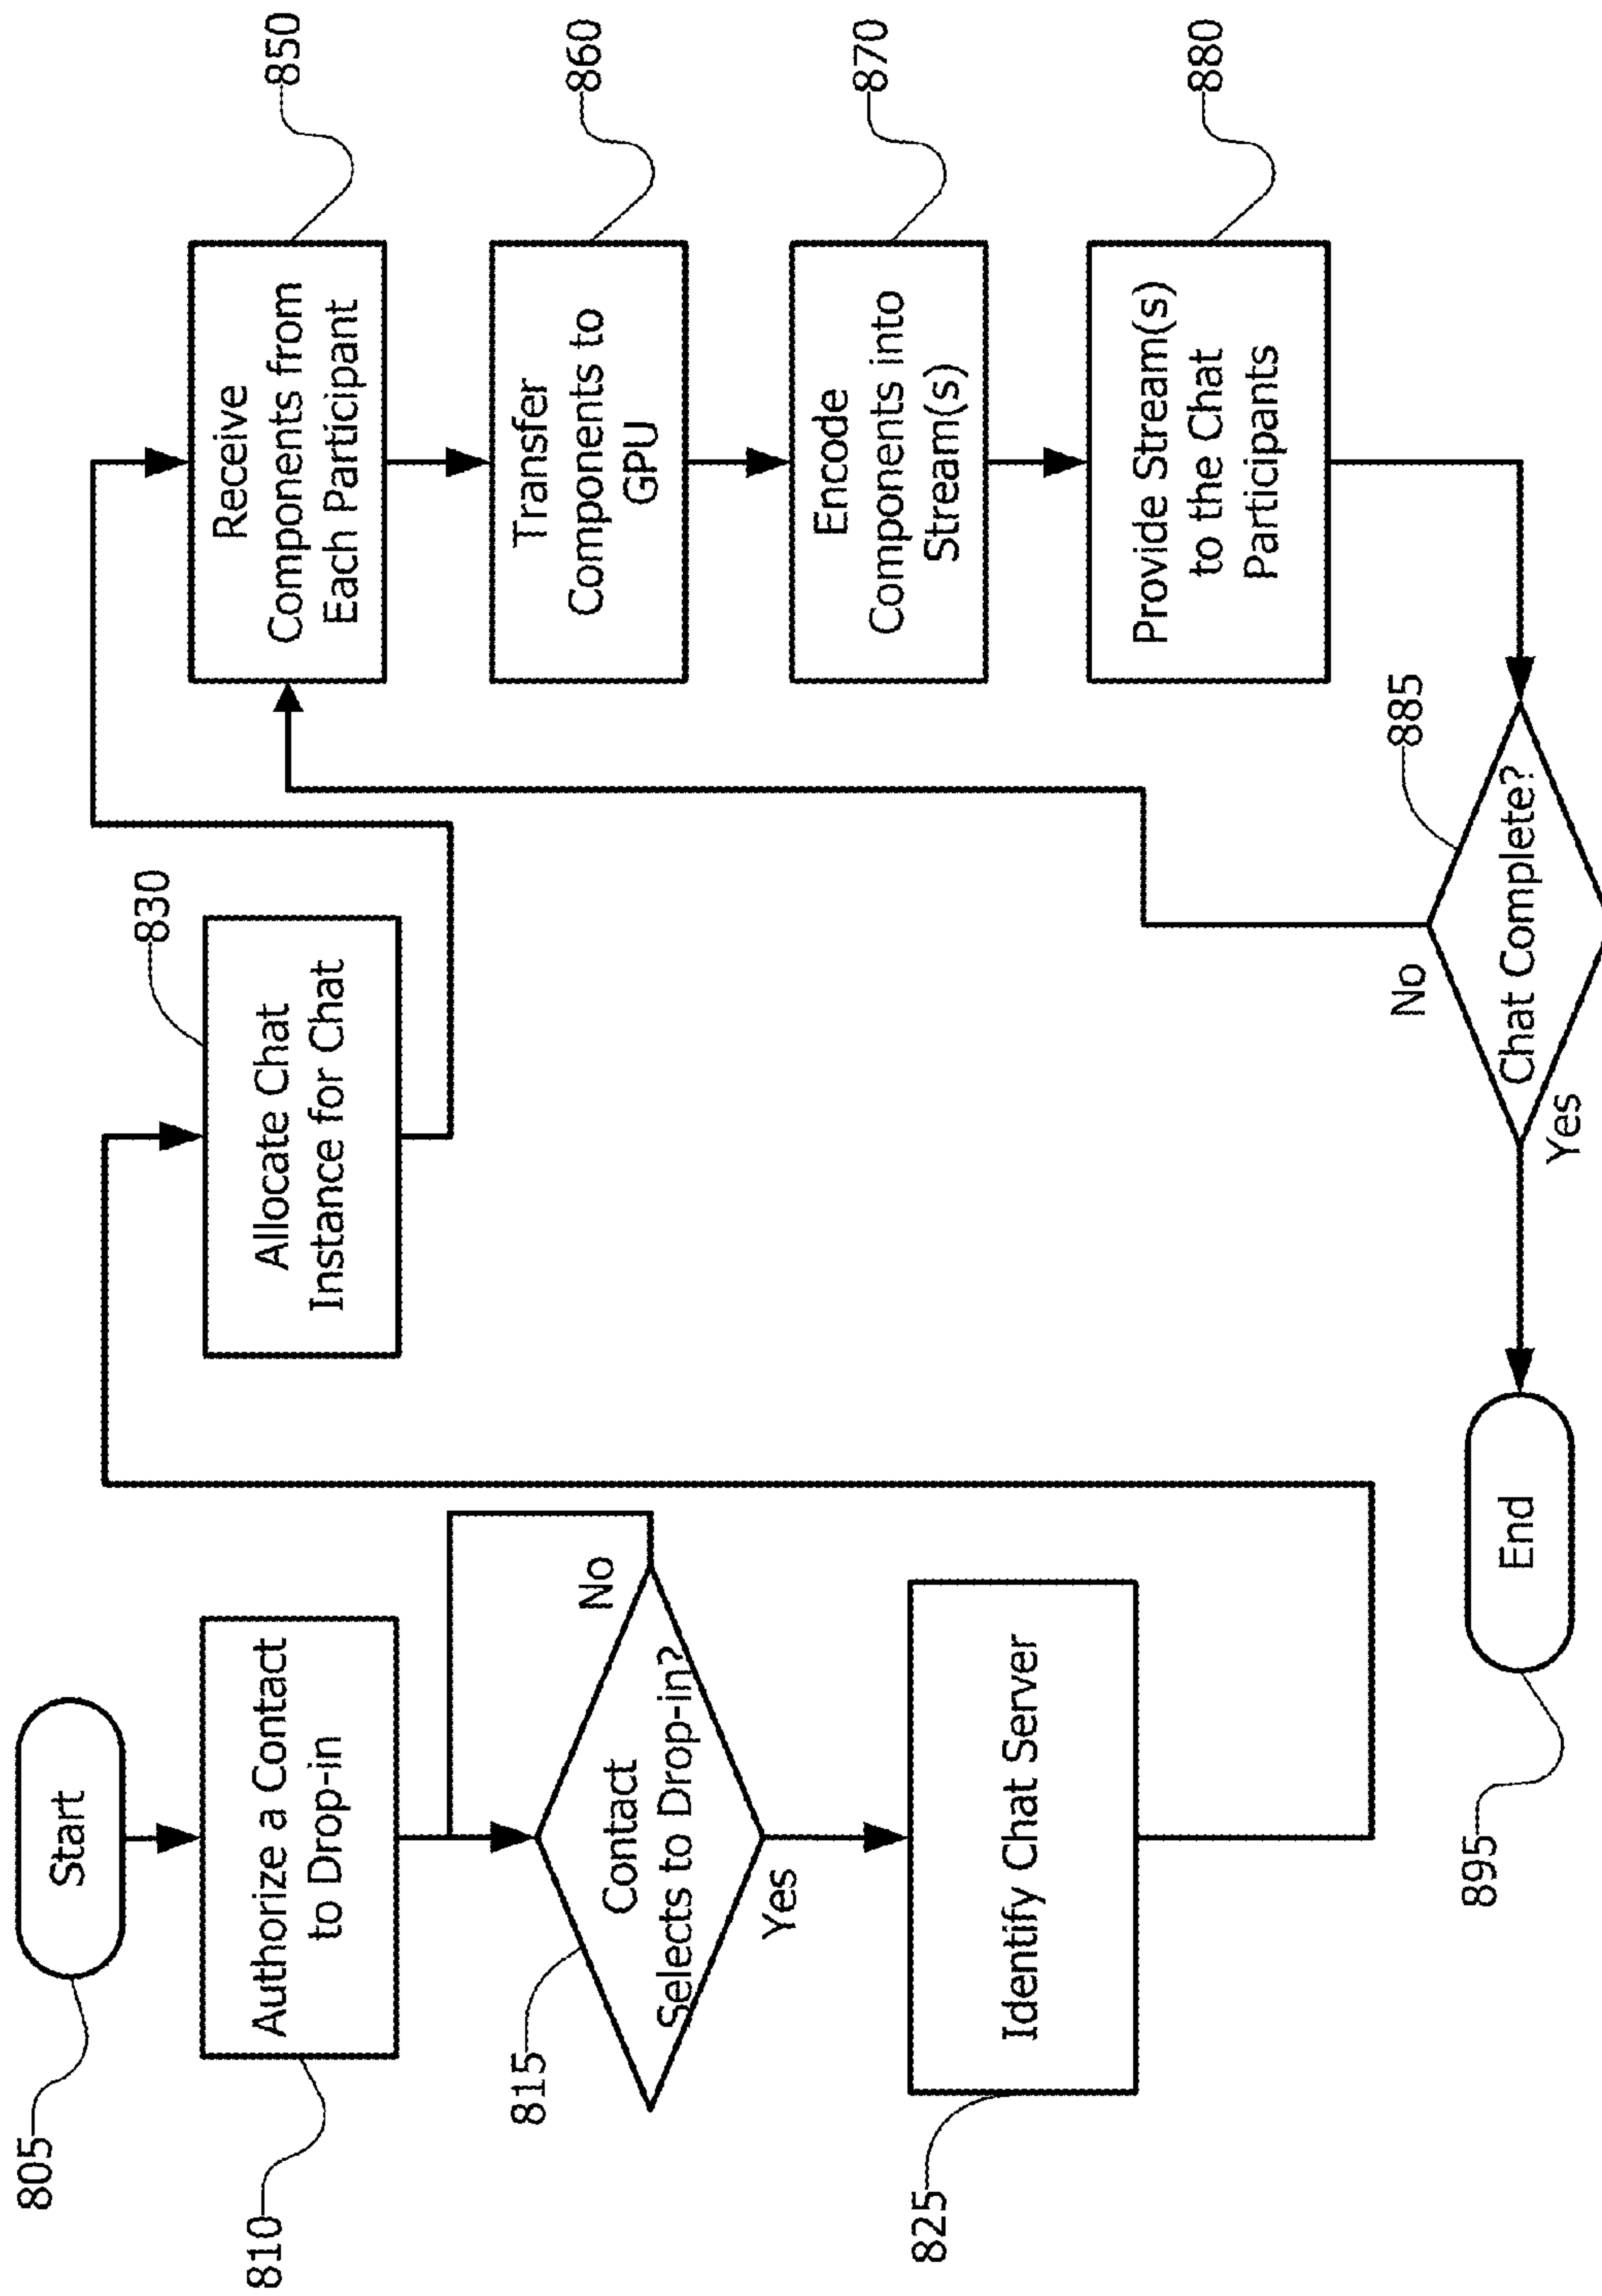 805
Start
810
Authorize a Contact
to Drop-in
815
Contact
Selects to Drop-in?
No
Yes
825
Identify Chat Server
830
Allocate Chat
Instance for Chat
850
Receive
Components from
Each Participant
860
Transfer
Components to
GPU
870
Encode
Components into
Stream(s)
880
Provide Stream(s)
to the Chat
Participants
885
Chat Complete?
No
Yes
End
895